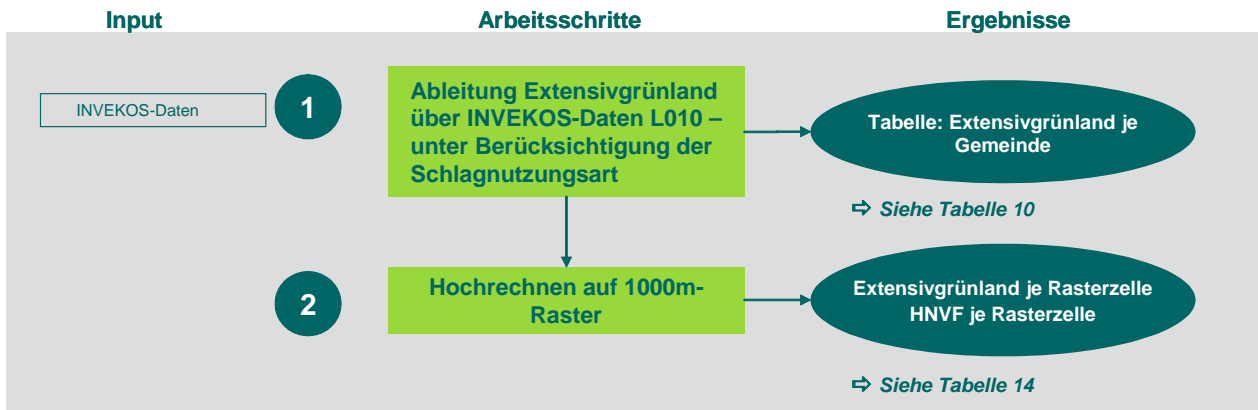 Input
Arbeitsschritte
Ergebnisse
INVEKOS-Daten
1
Ableitung Extensivgrünland
über INVEKOS-Daten L010 –
unter Berücksichtigung der
Schlagnutzungsart
Tabelle: Extensivgrünland je
Gemeinde
⇨ Siehe Tabelle 10
2
Hochrechnen auf 1000m-
Raster
Extensivgrünland je Rasterzelle
HNVF je Rasterzelle
⇨ Siehe Tabelle 14